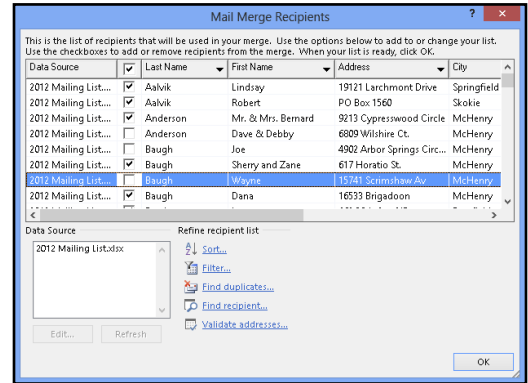 Mail Merge Recipients
?
This is the list of recipients that will be used in your merge. Use the options below to add to or change your list.
Use the checkboxes to add or remove recipients from the merge. When your list is ready, click OK.
Data Source Last Name First Name Address City
2012 Mailing List.... Aalvik Lindsay 19121 Larchmont Drive Springfield
2012 Mailing List.... Aalvik Robert PO Box 1560 Skokie
2012 Mailing List.... Anderson Mr. & Mrs. Bernard 9213 Cypresswood Circle McHenry
2012 Mailing List.... Anderson Dave & Debby 6809 Wilshire Ct. McHenry
2012 Mailing List.... Baugh Joe 4902 Arbor Springs Circ... McHenry
2012 Mailing List.... Baugh Sherry and Zane 617 Horatio St. McHenry
2012 Mailing List.... Baugh Wayne 15741 Scrimshaw Av McHenry
2012 Mailing List.... Baugh Dana 16533 Brigadoon McHenry
Data Source Refine recipient list
2012 Mailing List.xlsx
Sort...
Filter...
Find duplicates...
Find recipient...
Validate addresses...
Edit... Refresh
OK